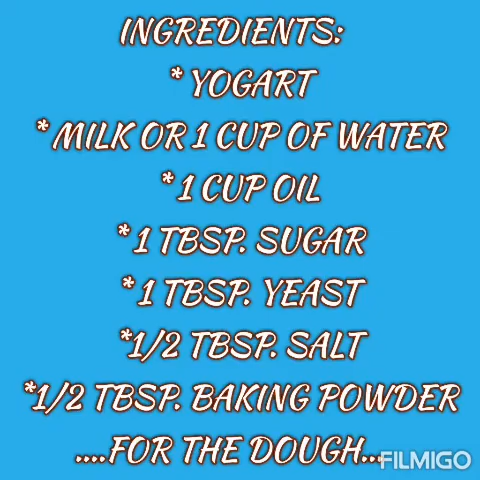 INGREDIENTS:
* YOGART
* MILK OR 1 CUP OF WATER
* 1 CUP OIL
* 1 TBSP. SUGAR
* 1 TBSP. YEAST
*1/2 TBSP. SALT
*1/2 TBSP. BAKING POWDER
....FOR THE DOUGH...
FILMIGO